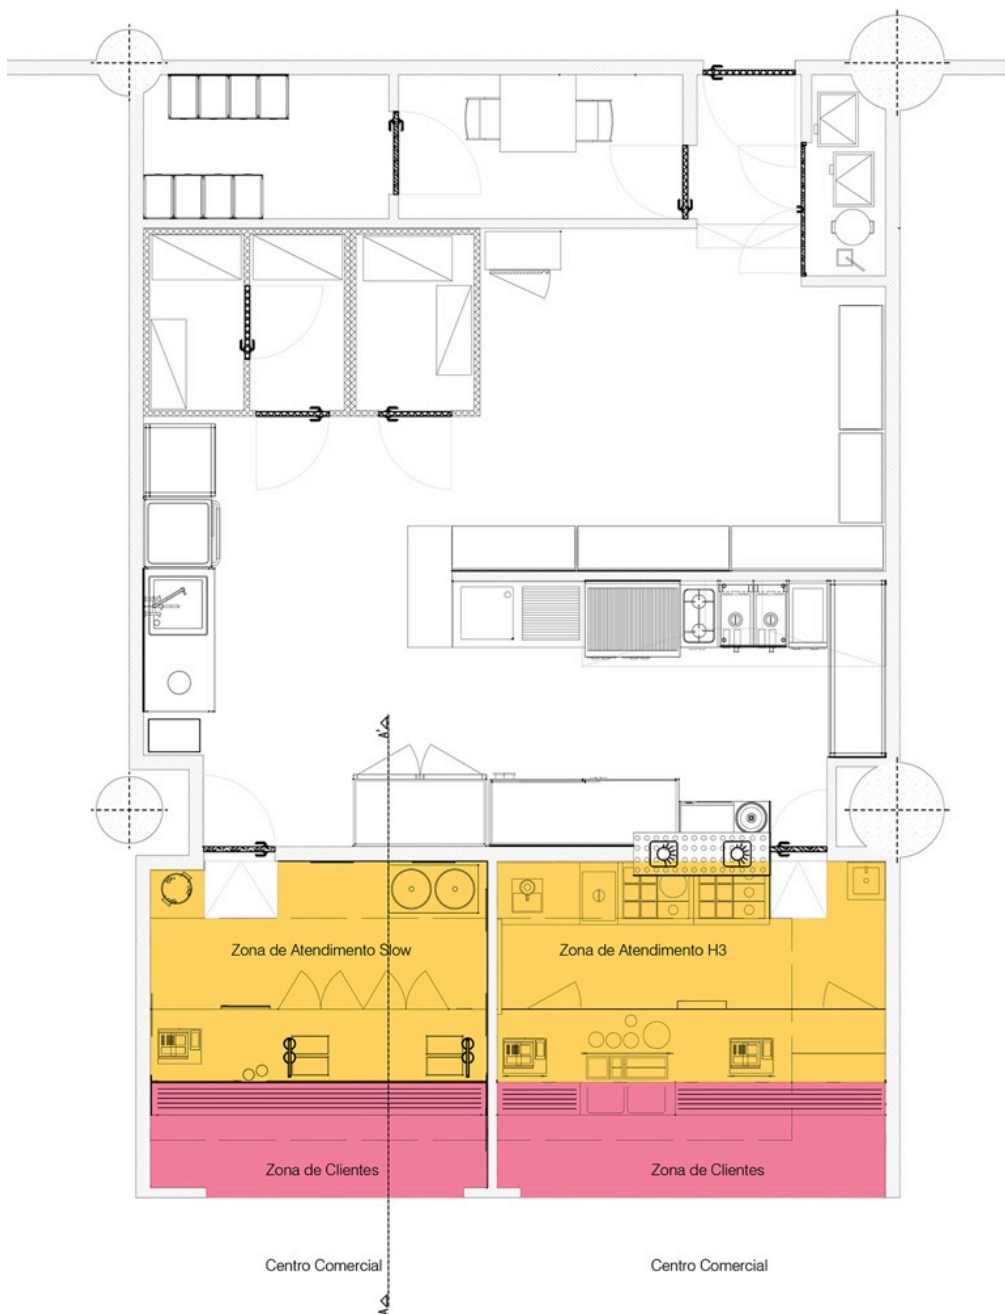 A'
Zona de Atendimento Slow
Zona de Atendimento H3
Zona de Clientes
Zona de Clientes
Centro Comercial
Centro Comercial
A